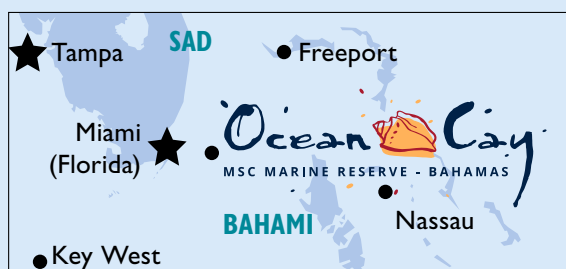 SAD
Tampa
Freeport
Miami
(Florida)
Ocean Cay
MSC MARINE RESERVE - BAHAMAS
BAHAMI
Nassau
Key West